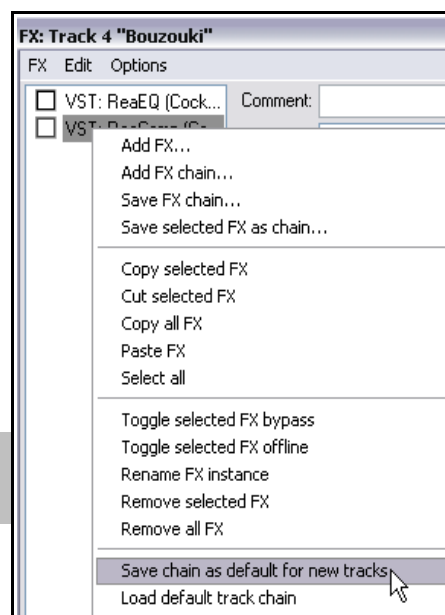 FX: Track 4 "Bouzouki"
FX Edit Options
VST: ReaEQ (Cock... Comment:
VST:
Add FX...
Add FX chain...
Save FX chain...
Save selected FX as chain...
Copy selected FX
Cut selected FX
Copy all FX
Paste FX
Select all
Toggle selected FX bypass
Toggle selected FX offline
Rename FX instance
Remove selected FX
Remove all FX
Save chain as default for new tracks
Load default track chain